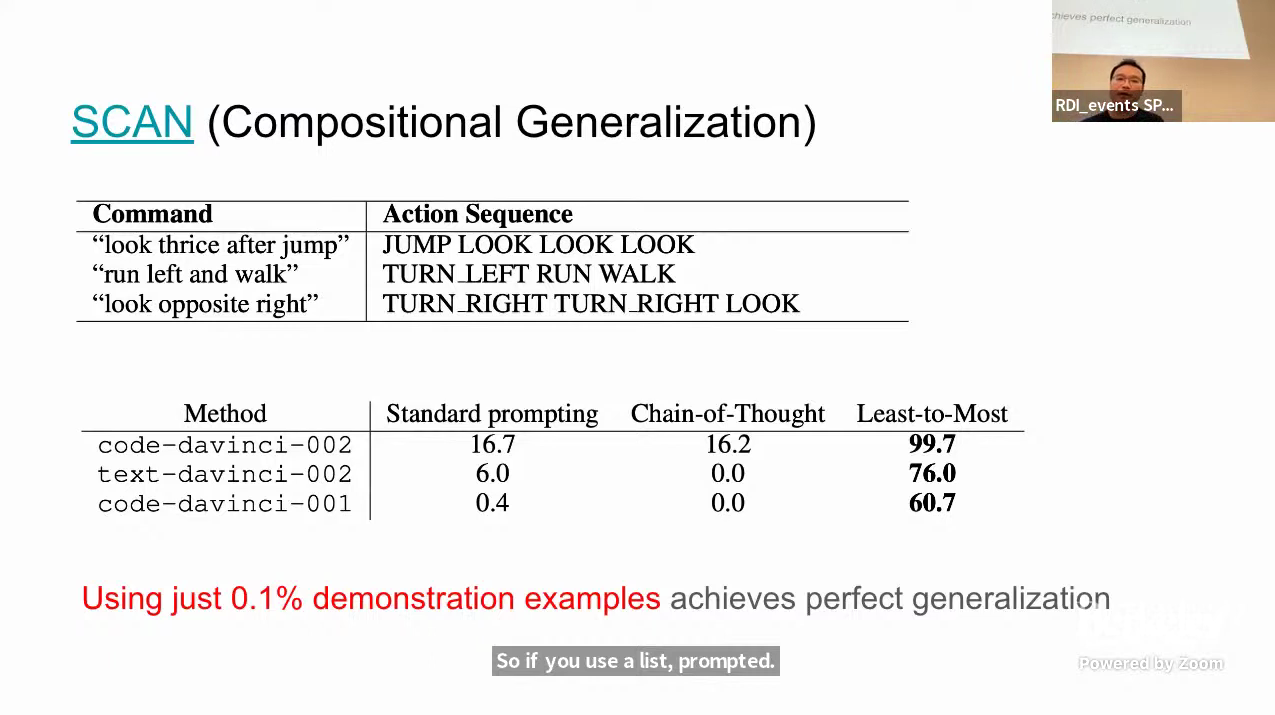 chieves perfect generalization
RDI_events SP...
SCAN (Compositional Generalization)
Command Action Sequence
“look thrice after jump” JUMP LOOK LOOK LOOK
“run left and walk” TURN_LEFT RUN WALK
“look opposite right” TURN_RIGHT TURN_RIGHT LOOK
Method Standard prompting Chain-of-Thought Least-to-Most
code-davinci-002 16.7 16.2 99.7
text-davinci-002 6.0 0.0 76.0
code-davinci-001 0.4 0.0 60.7
Using just 0.1% demonstration examples achieves perfect generalization
So if you use a list, prompted.
Powered by Zoom